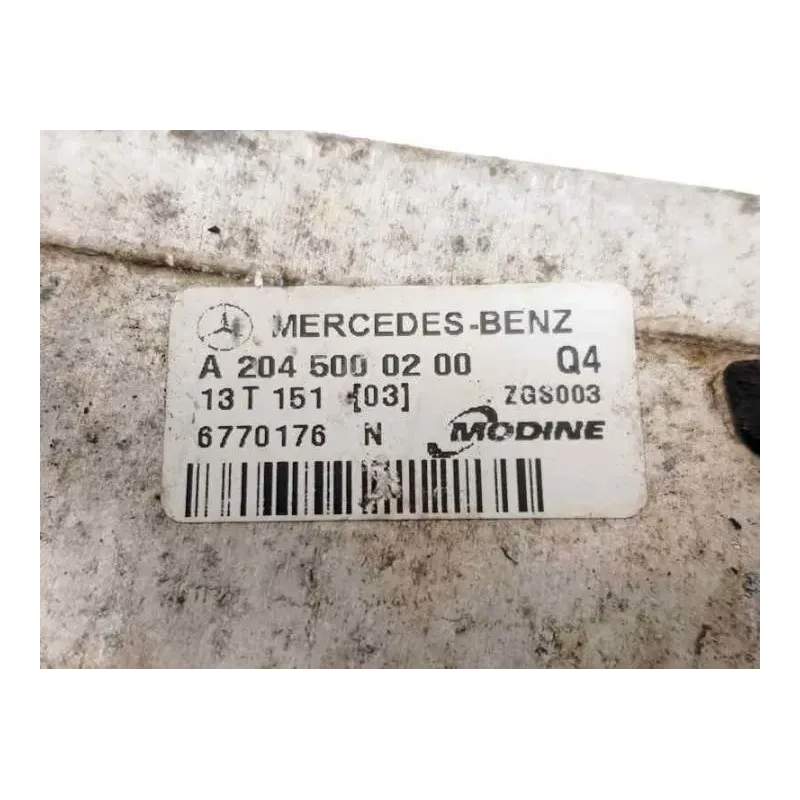 MERCEDES-BENZ
A 204 500 02 00 Q4
13 T 151 [03] ZGS003
6770176 N MODINE